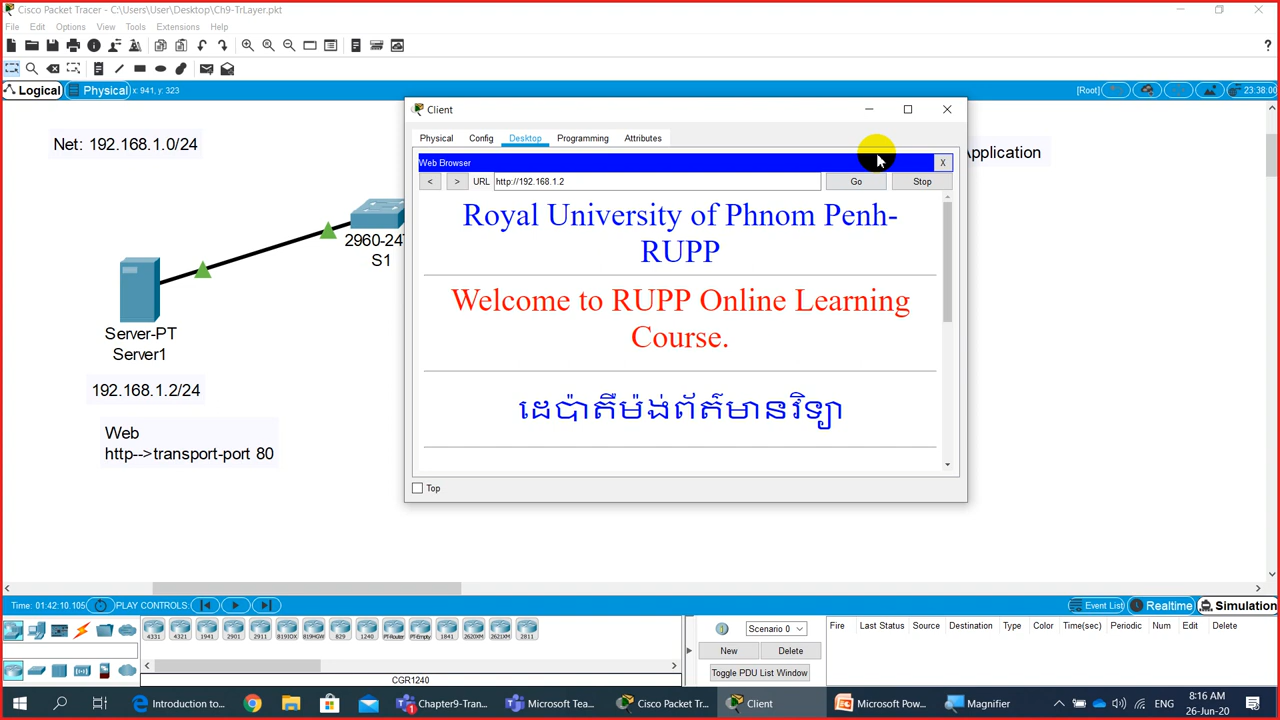 Cisco Packet Tracer - C:\Users\User\Desktop\Ch9-TrLayer.pkt
File Edit Options View Tools Extensions Help
Logical Physical x: 941, y: 323 [Root] 23:38:00
Net: 192.168.1.0/24
2960-24
S1
Server-PT
Server1
192.168.1.2/24
Web
http-->transport-port 80
Application
Client
Physical Config Desktop Programming Attributes
Web Browser X
< > URL http://192.168.1.2 Go Stop
Royal University of Phnom Penh-
RUPP
Welcome to RUPP Online Learning
Course.
ដេប៉ាតឺម៉ង់ព័ត៌មានវិទ្យា
Top
Time: 01:42:10.105 PLAY CONTROLS: Event List Realtime Simulation
4331 4321 1941 2901 2911 819IOX 819HGW 829 1240 PT-Router PT-Empty 1841 2620XM 2621XM 2811
CGR1240
Scenario 0
New Delete
Toggle PDU List Window
Fire Last Status Source Destination Type Color Time(sec) Periodic Num Edit Delete
Introduction to... Chapter9-Tran... Microsoft Tea... Cisco Packet Tr... Client Microsoft Pow... Magnifier
ENG
8:16 AM
26-Jun-20